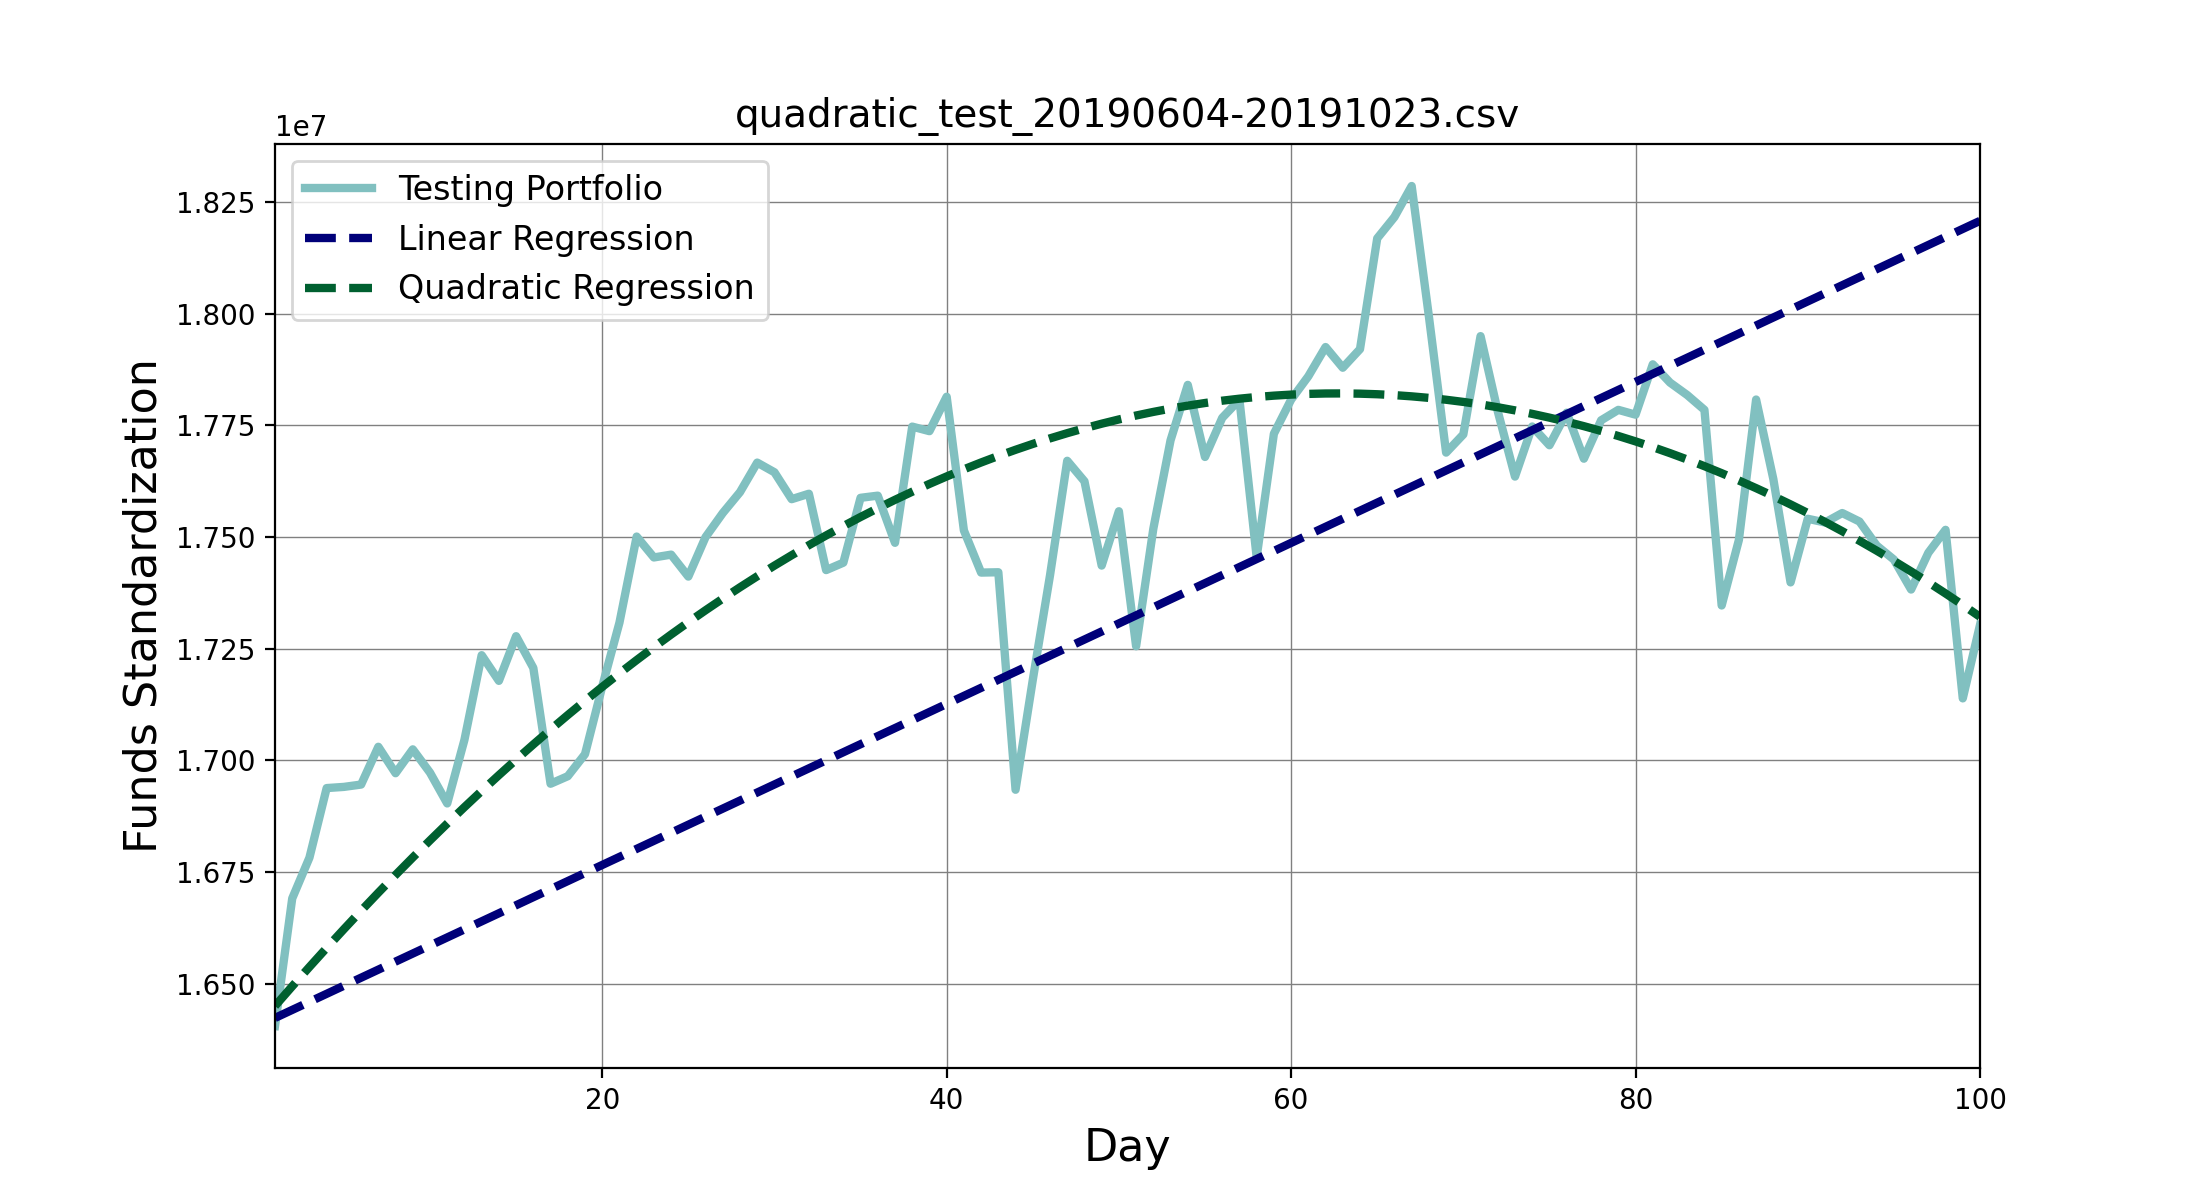 quadratic_test_20190604-20191023.csv
1e7
Testing Portfolio
Linear Regression
Quadratic Regression
Funds Standardization
1.825
1.800
1.775
1.750
1.725
1.700
1.675
1.650
20 40 60 80 100
Day